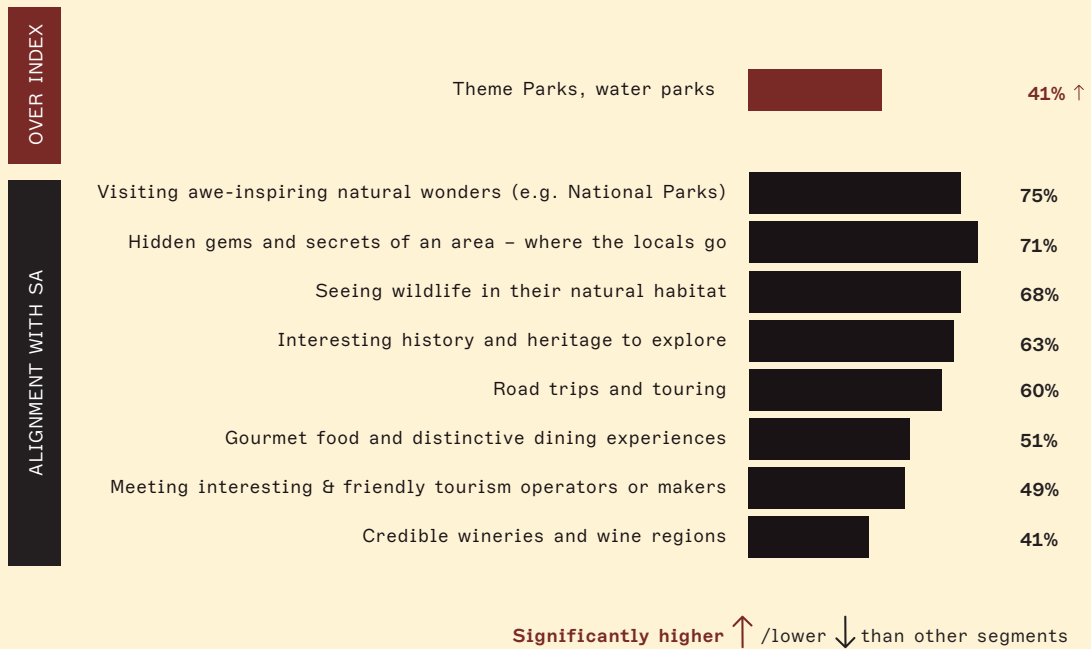 OVER INDEX
Theme Parks, water parks 41% ↑
ALIGNMENT WITH SA
Visiting awe-inspiring natural wonders (e.g. National Parks) 75%
Hidden gems and secrets of an area – where the locals go 71%
Seeing wildlife in their natural habitat 68%
Interesting history and heritage to explore 63%
Road trips and touring 60%
Gourmet food and distinctive dining experiences 51%
Meeting interesting & friendly tourism operators or makers 49%
Credible wineries and wine regions 41%
Significantly higher ↑ /lower ↓ than other segments